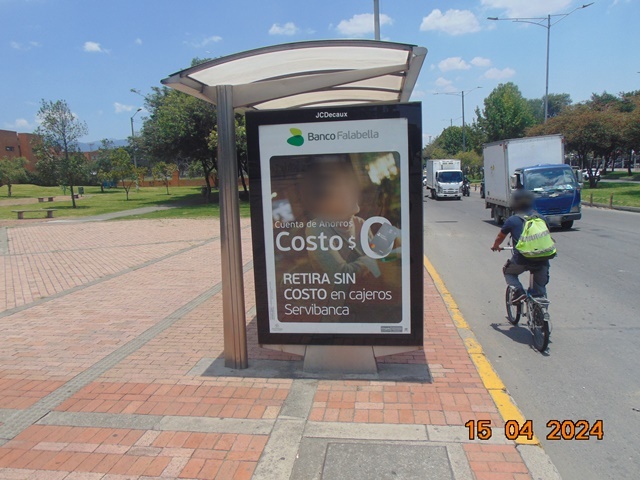 JCDecaux
Banco Falabella
Cuenta de Ahorros
Costo $0
RETIRA SIN
COSTO en cajeros
Servibanca
15 04 2024